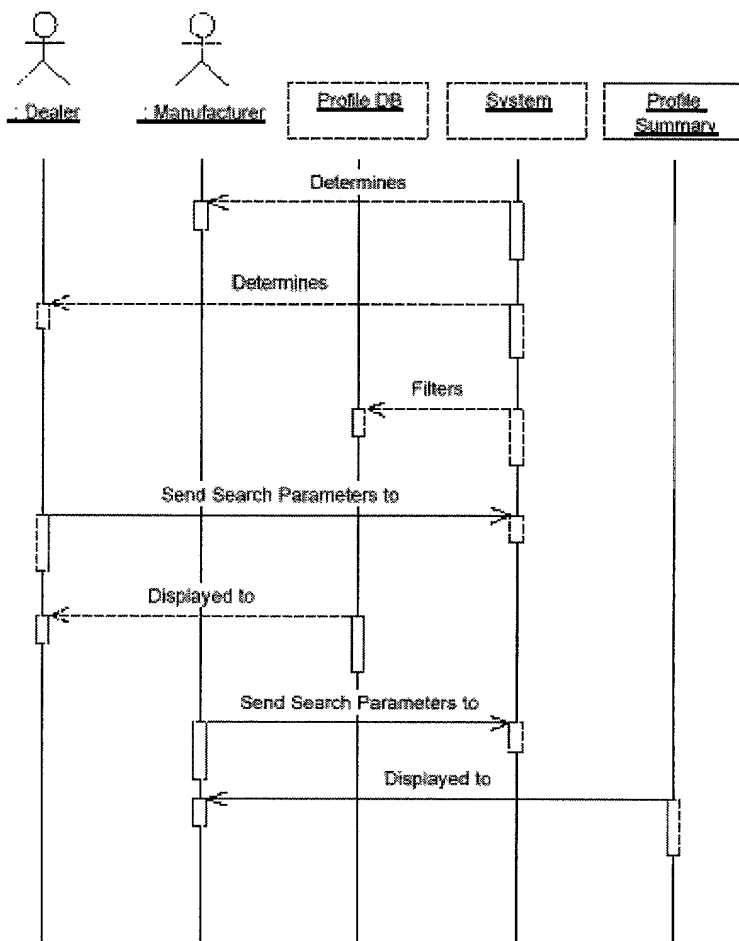 : Dealer
: Manufacturer
Profile DB
System
Profile
Summary
Determines
Determines
Filters
Send Search Parameters to
Displayed to
Send Search Parameters to
Displayed to